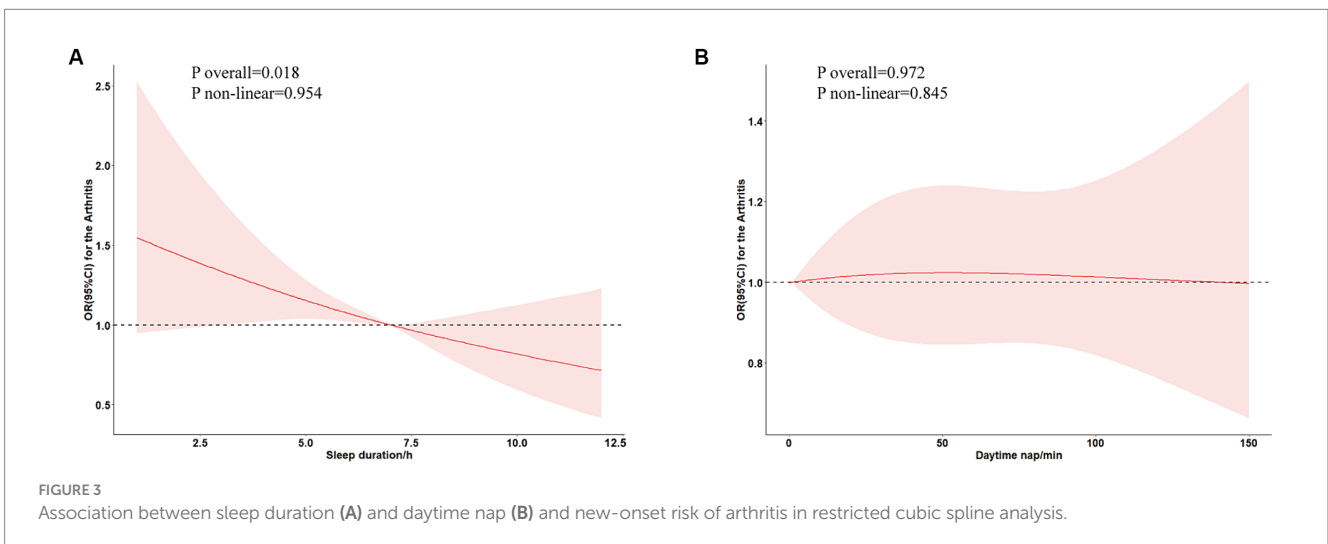 A
P overall=0.018
P non-linear=0.954
OR(95%CI) for the Arthritis
2.5
2.0
1.5
1.0
0.5
2.5
5.0
7.5
10.0
12.5
Sleep duration/h
B
P overall=0.972
P non-linear=0.845
OR(95%CI) for the Arthritis
1.4
1.2
1.0
0.8
0
50
100
150
Daytime nap/min
FIGURE 3
Association between sleep duration (A) and daytime nap (B) and new-onset risk of arthritis in restricted cubic spline analysis.